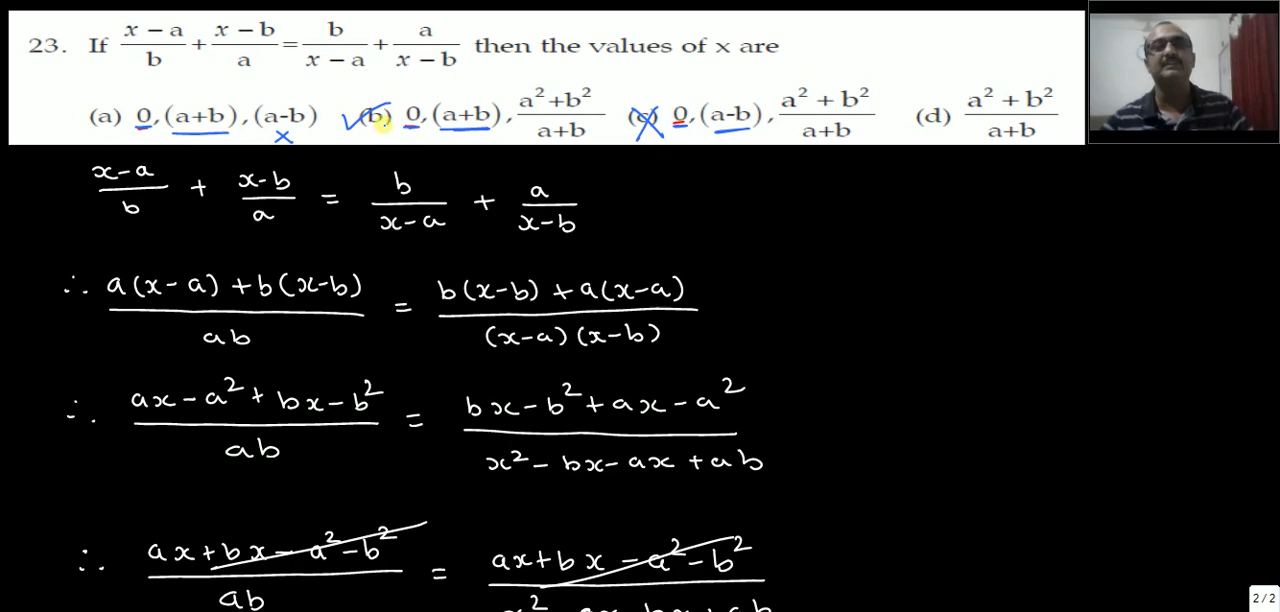 23. If (x − a)/b + (x − b)/a = b/(x − a) + a/(x − b) then the values of x are
(a) 0, (a+b), (a-b) (b) 0, (a+b), (a²+b²)/(a+b) (c) 0, (a-b), (a² + b²)/(a+b) (d) (a² + b²)/(a+b)
(x-a)/b + (x-b)/a = b/(x-a) + a/(x-b)
∴ (a(x-a) + b(x-b))/(ab) = (b(x-b) + a(x-a))/((x-a)(x-b))
∴ (ax - a² + bx - b²)/(ab) = (bx - b² + ax - a²)/(x² - bx - ax + ab)
∴ (ax + bx - a² - b²)/(ab) = (ax + bx - a² - b²)/
2 / 2